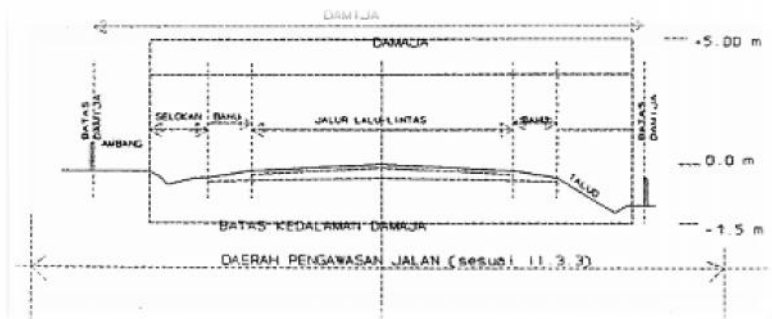 DAMIJA
DAMAJA
+5.00 m
BATAS DAMIJA
SELOKAN
BAHU
JALUR LALU-LINTAS
BAHU
BATAS DAMIJA
AMBANG
0.0 m
TALUD
BATAS KEDALAMAN DAMAJA
-1.5 m
DAERAH PENGAWASAN JALAN (sesuai 11.3.3)